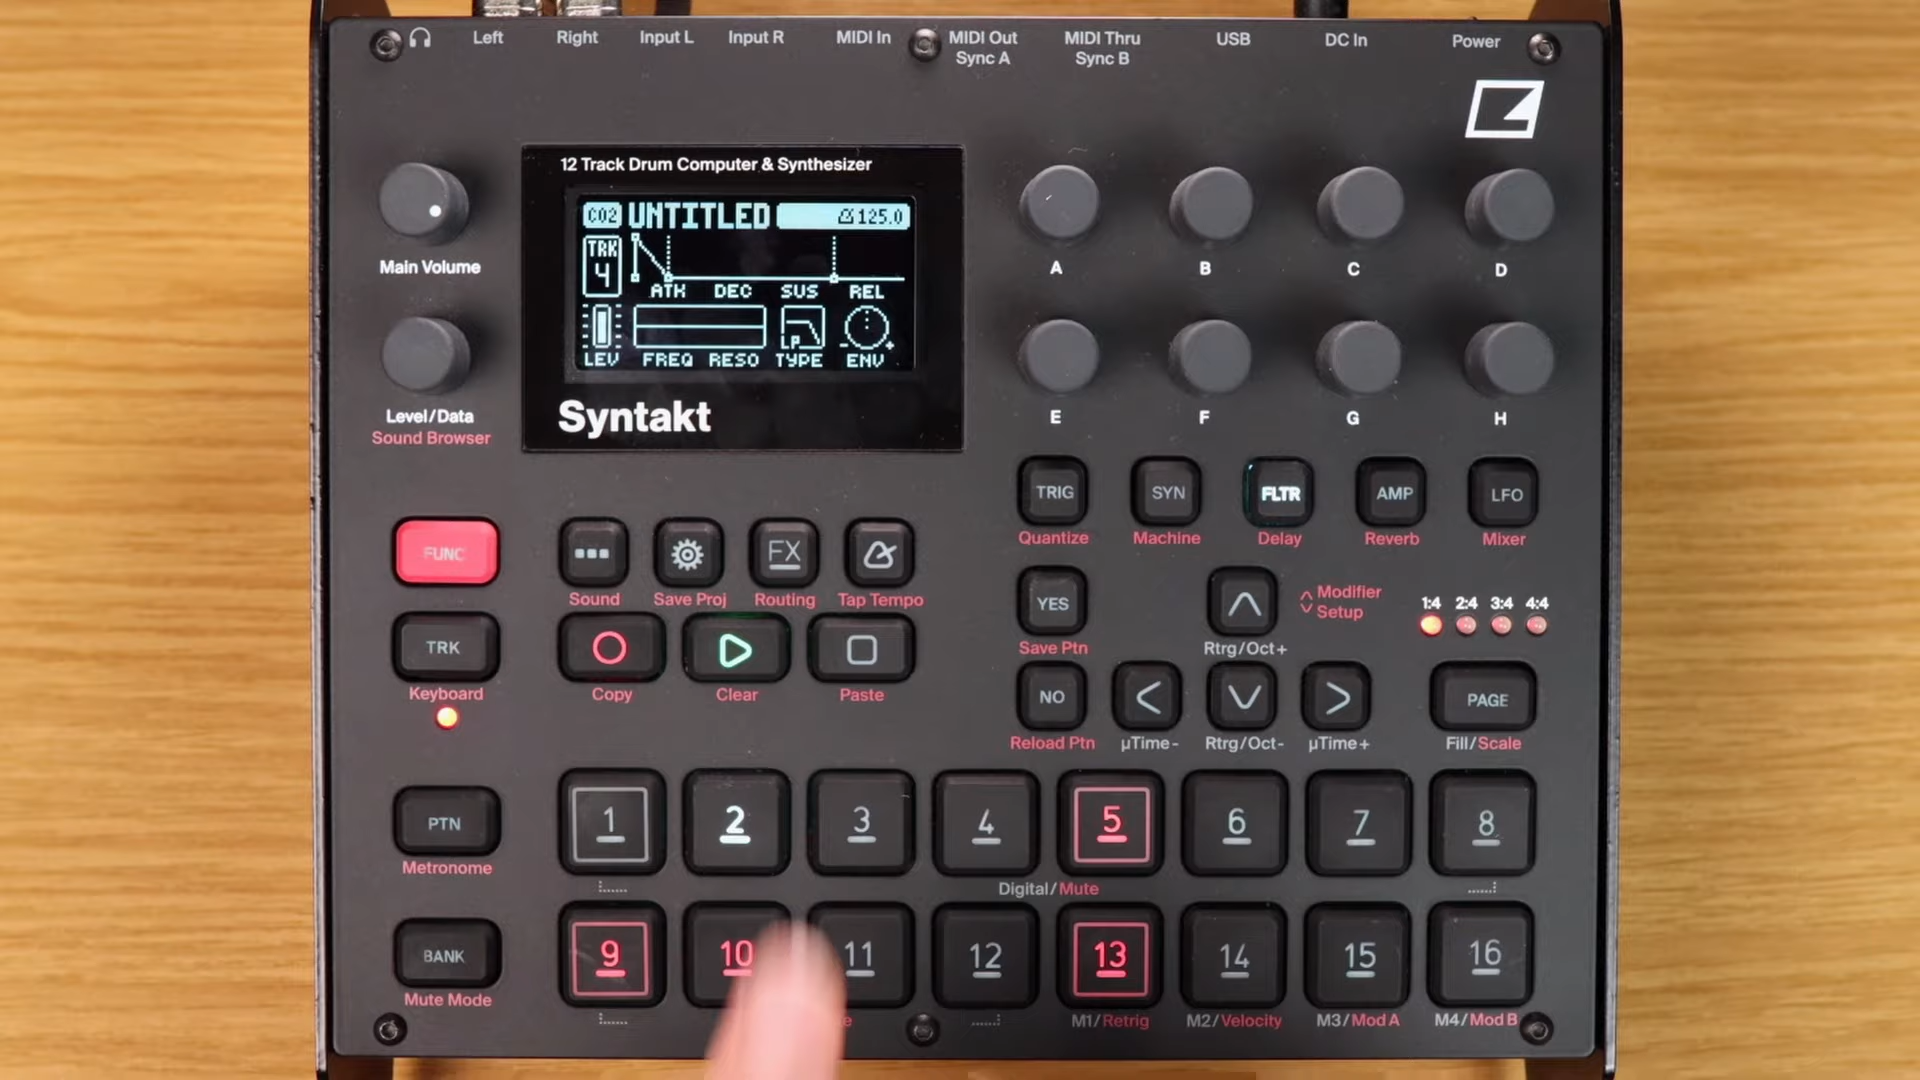 Left Right Input L Input R MIDI In MIDI Out MIDI Thru USB DC In Power
Sync A Sync B
12 Track Drum Computer & Synthesizer
C02 UNTITLED 125.0
TRK
4
ATK DEC SUS REL
LP
LEV FREQ RESO TYPE ENV
Syntakt
Main Volume
Level/Data
Sound Browser
A B C D
E F G H
TRIG SYN FLTR AMP LFO
Quantize Machine Delay Reverb Mixer
FUNC FX
Sound Save Proj Routing Tap Tempo
YES Modifier
Setup
1:4 2:4 3:4 4:4
Save Ptn Rtrg/Oct+
TRK
Keyboard Copy Clear Paste
NO PAGE
Reload Ptn µTime- Rtrg/Oct- µTime+ Fill/Scale
PTN 1 2 3 4 5 6 7 8
Metronome
Digital/Mute
BANK 9 10 11 12 13 14 15 16
Mute Mode
M1/Retrig M2/Velocity M3/Mod A M4/Mod B